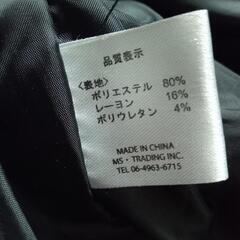 品質表示
〈表地〉
ポリエステル 80%
レーヨン 16%
ポリウレタン 4%
MADE IN CHINA
MS・TRADING INC.
TEL 06-4963-6715